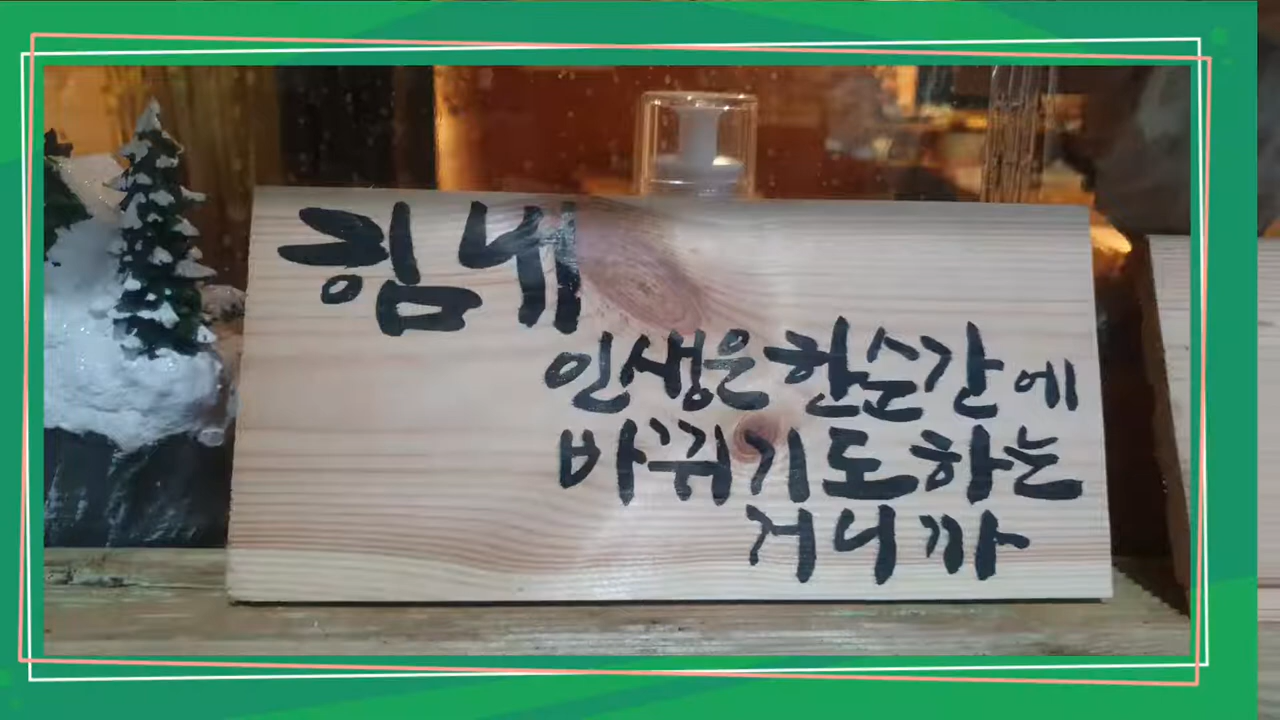 힘내
인생은 한순간에
바뀌기도 하는
거니까